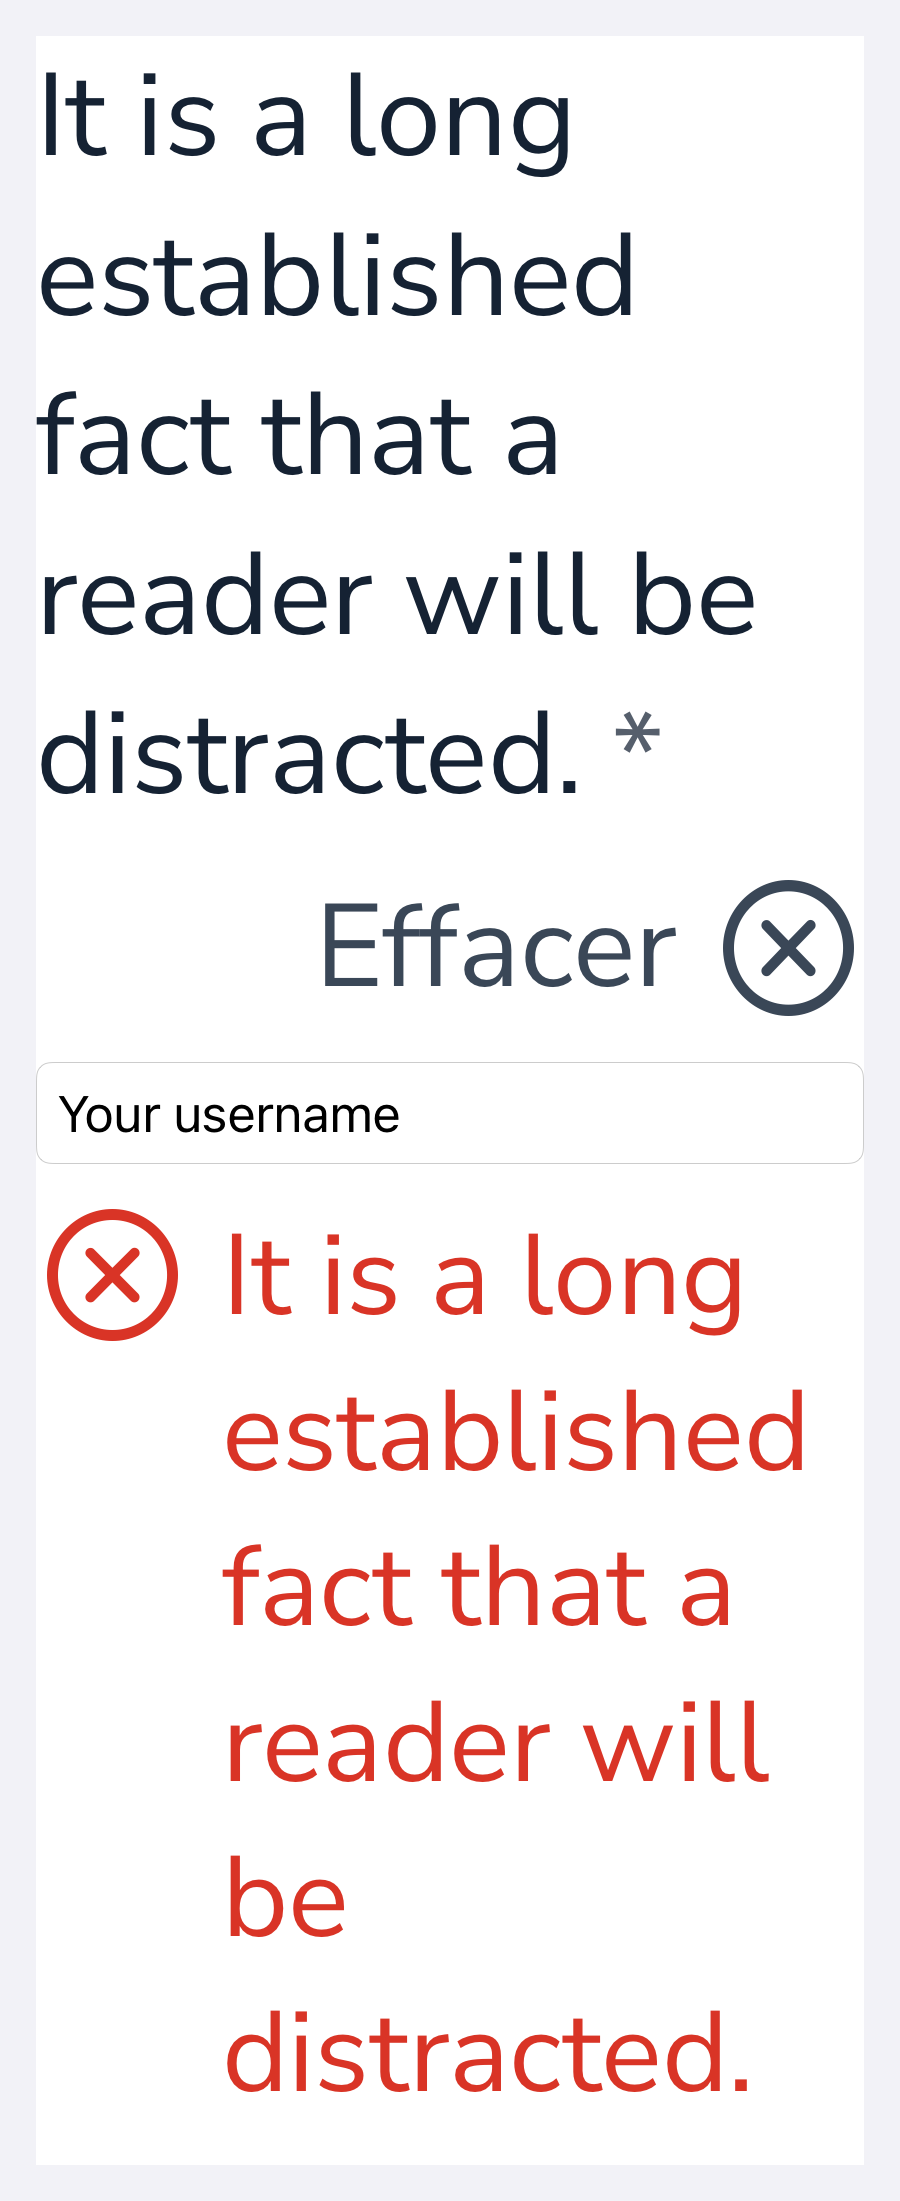 It is a long
established
fact that a
reader will be
distracted. *
Effacer
Your username
It is a long
established
fact that a
reader will
be
distracted.